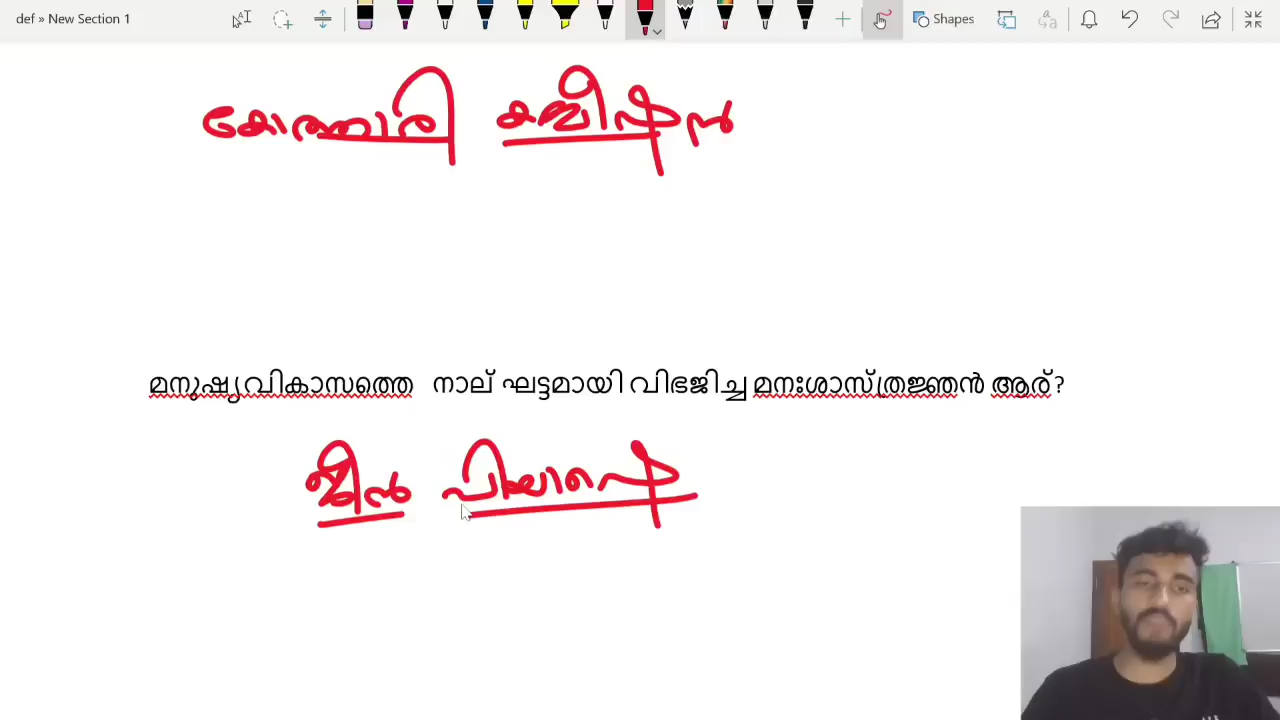 def » New Section 1
Shapes
കോത്താരി കമ്മീഷൻ
മനുഷ്യവികാസത്തെ നാല് ഘട്ടമായി വിഭജിച്ച മനഃശാസ്ത്രജ്ഞൻ ആര്?
ജീൻ പിയാഷെ